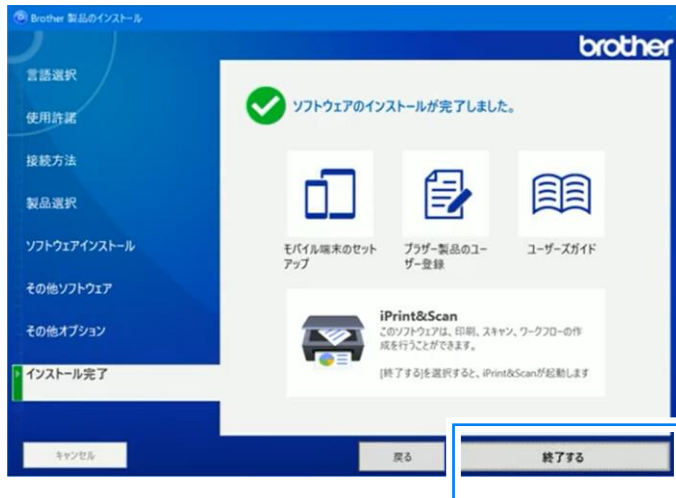 Brother 製品のインストール
brother
言語選択
使用許諾
接続方法
製品選択
ソフトウェアインストール
その他ソフトウェア
その他オプション
インストール完了
ソフトウェアのインストールが完了しました。
モバイル端末のセット
アップ
ブラザー製品のユー
ザー登録
ユーザーズガイド
iPrint&Scan
このソフトウェアは、印刷、スキャン、ワークフローの作
成を行うことができます。
[終了する]を選択すると、iPrint&Scanが起動します
キャンセル
戻る
終了する